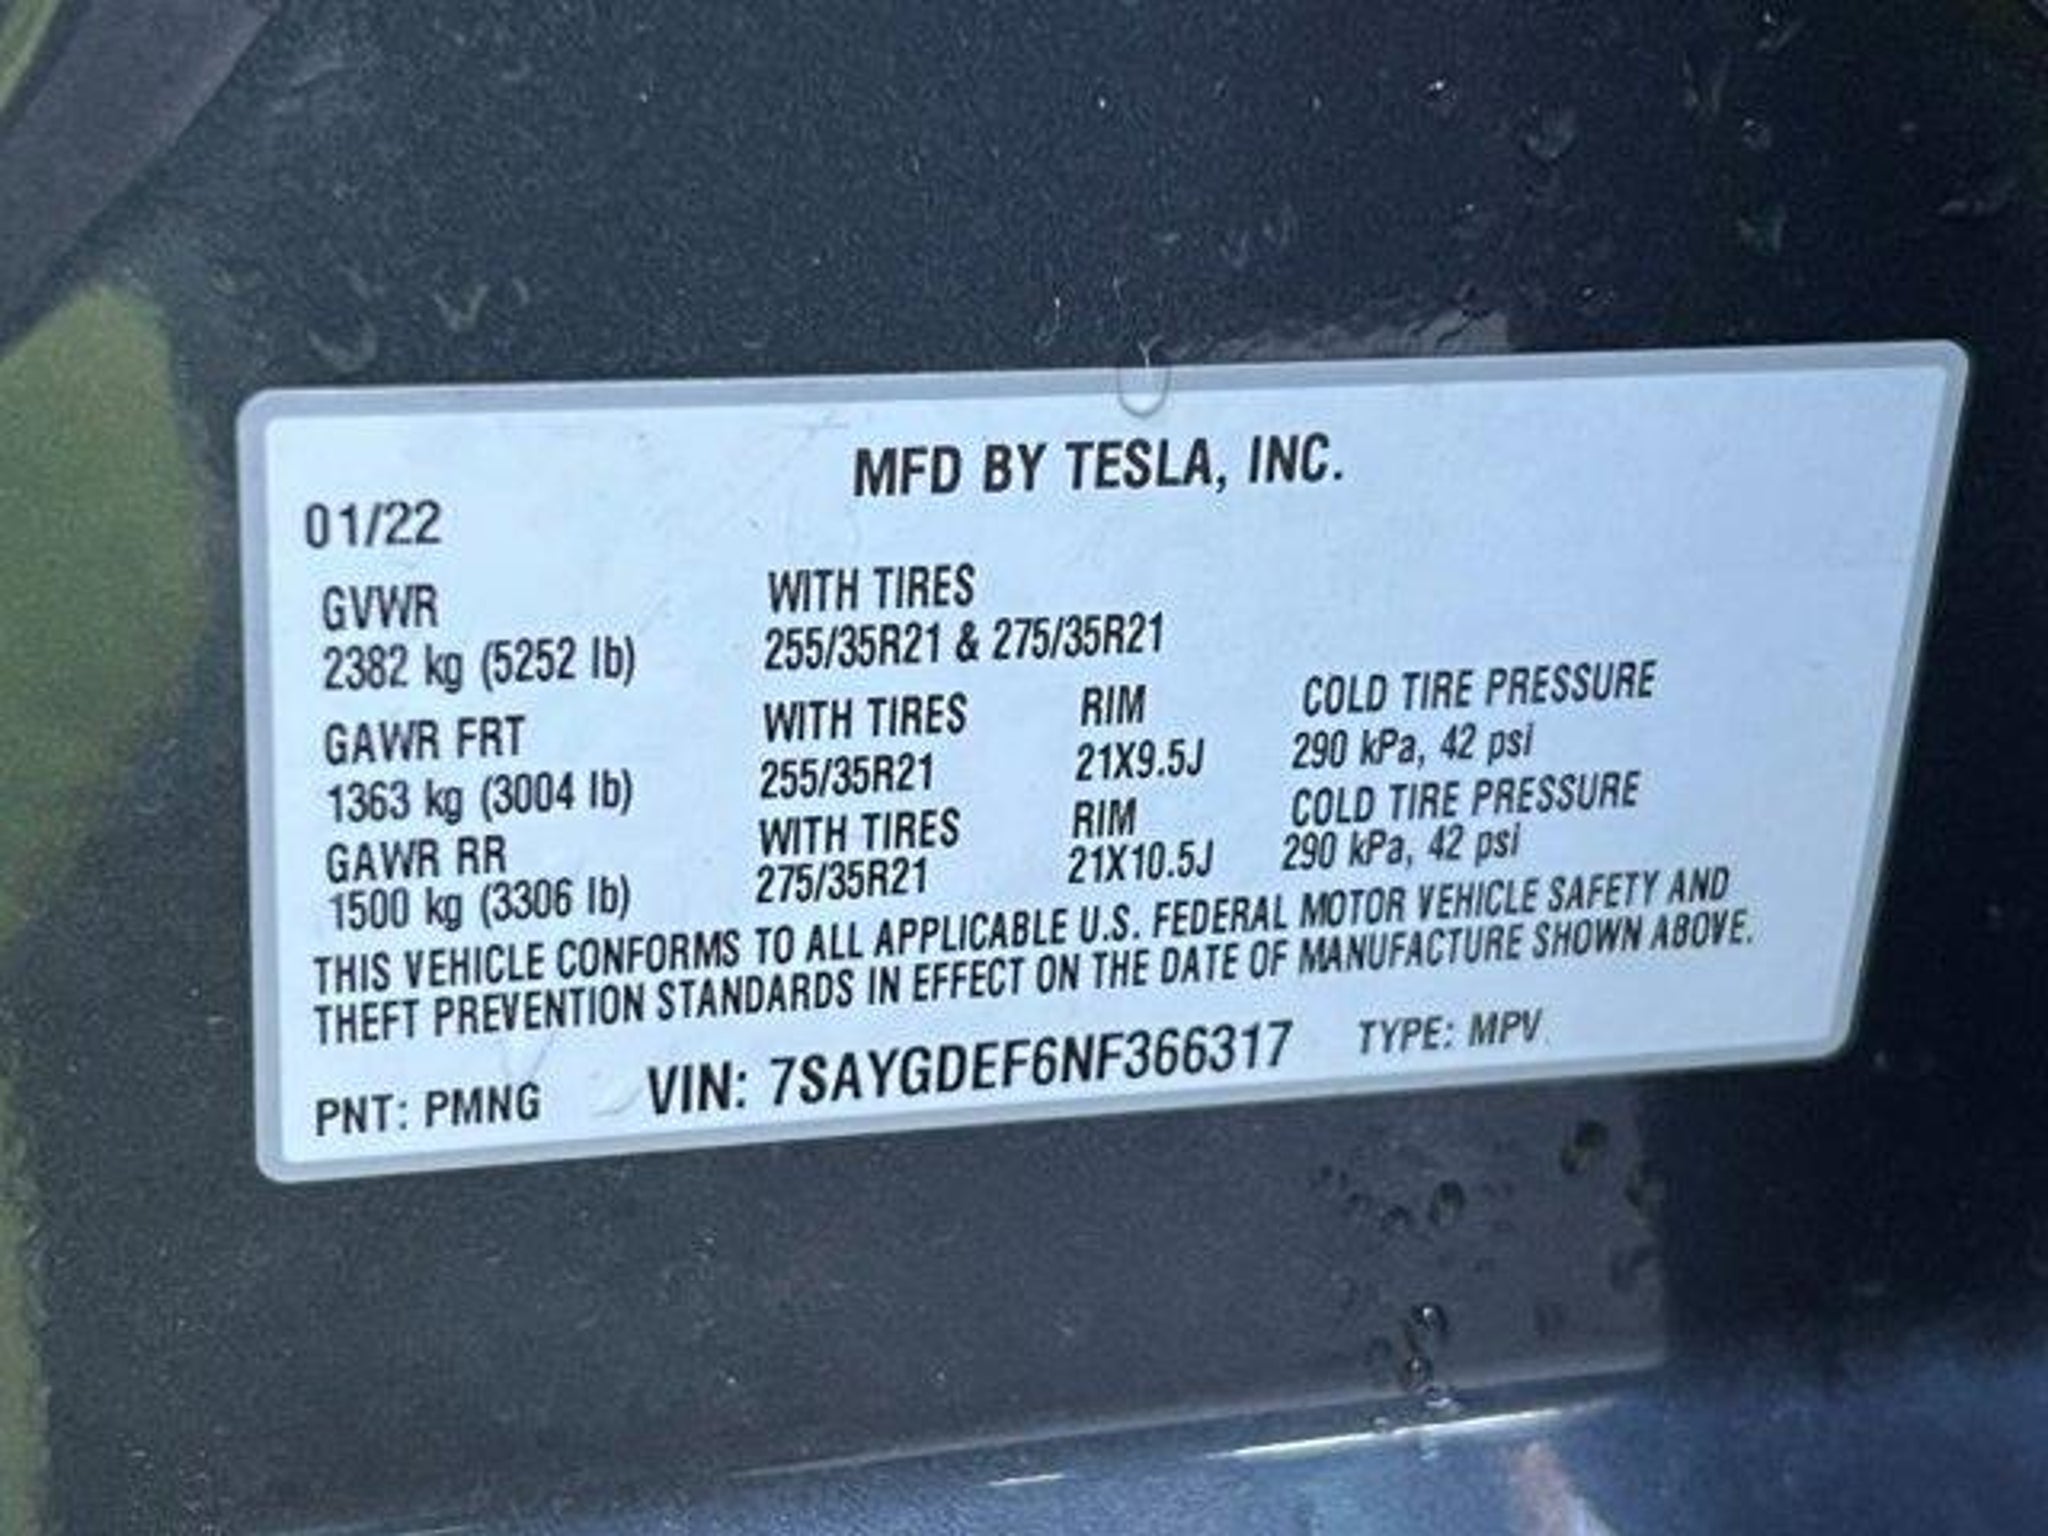 MFD BY TESLA, INC.
01/22
GVWR WITH TIRES
2382 kg (5252 lb) 255/35R21 & 275/35R21
GAWR FRT WITH TIRES RIM COLD TIRE PRESSURE
1363 kg (3004 lb) 255/35R21 21X9.5J 290 kPa, 42 psi
GAWR RR WITH TIRES RIM COLD TIRE PRESSURE
1500 kg (3306 lb) 275/35R21 21X10.5J 290 kPa, 42 psi
THIS VEHICLE CONFORMS TO ALL APPLICABLE U.S. FEDERAL MOTOR VEHICLE SAFETY AND
THEFT PREVENTION STANDARDS IN EFFECT ON THE DATE OF MANUFACTURE SHOWN ABOVE.
PNT: PMNG VIN: 7SAYGDEF6NF366317 TYPE: MPV